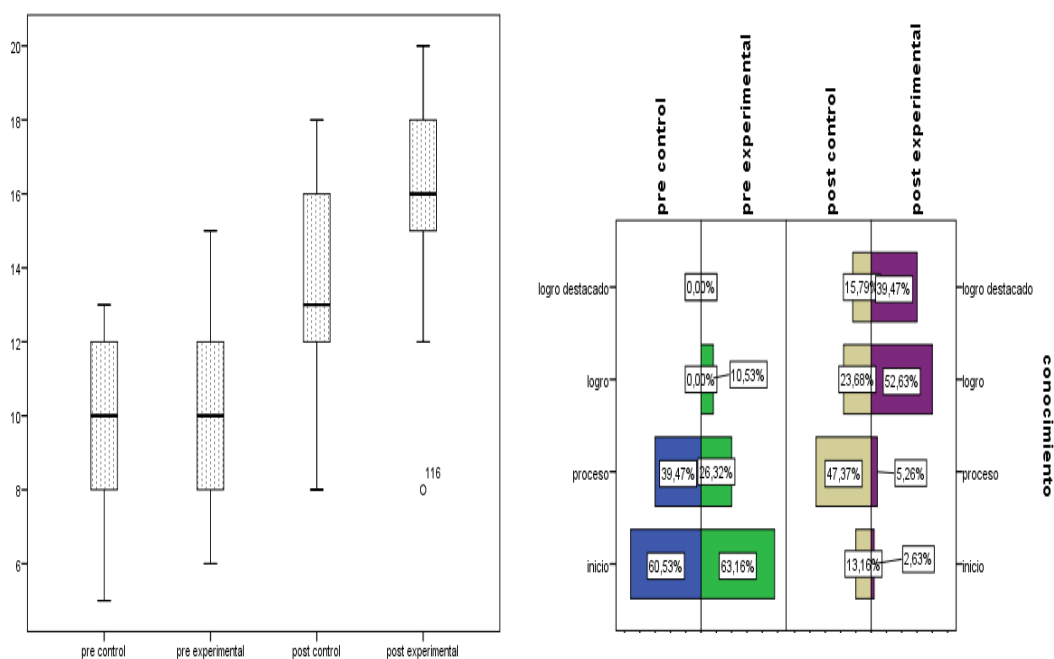 20
18
16
14
12
10
8
6
116
pre control
pre experimental
post control
post experimental
pre control
pre experimental
post control
post experimental
logro destacado
0,00%
15,79%
39,47%
logro destacado
logro
0,00%
10,53%
23,68%
52,63%
logro
proceso
39,47%
26,32%
47,37%
5,26%
proceso
inicio
60,53%
63,16%
13,16%
2,63%
inicio
conocimiento